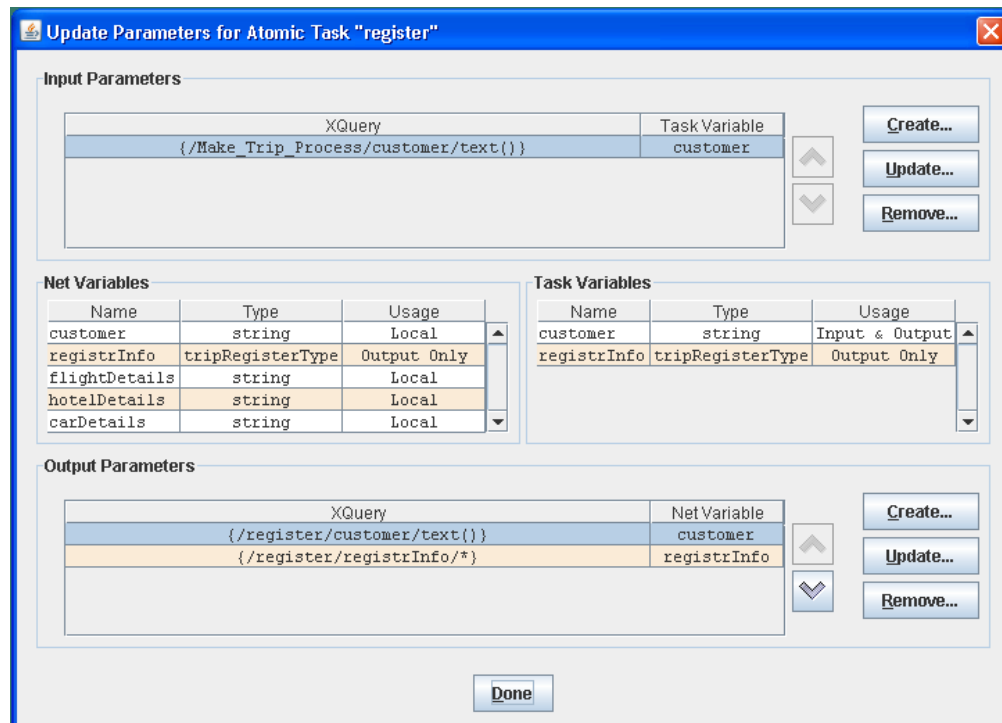 Update Parameters for Atomic Task "register"
Input Parameters
XQuery Task Variable
{/Make_Trip_Process/customer/text()} customer
Create...
Update...
Remove...
Net Variables
Name Type Usage
customer string Local
registrInfo tripRegisterType Output Only
flightDetails string Local
hotelDetails string Local
carDetails string Local
Task Variables
Name Type Usage
customer string Input & Output
registrInfo tripRegisterType Output Only
Output Parameters
XQuery Net Variable
{/register/customer/text()} customer
{/register/registrInfo/*} registrInfo
Create...
Update...
Remove...
Done